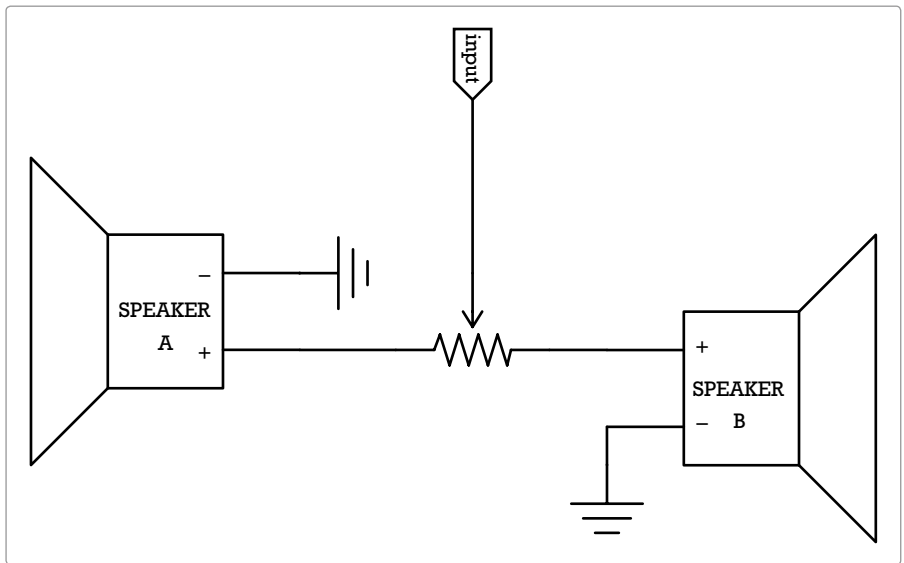 input
−
SPEAKER
A
+
+
SPEAKER
− B